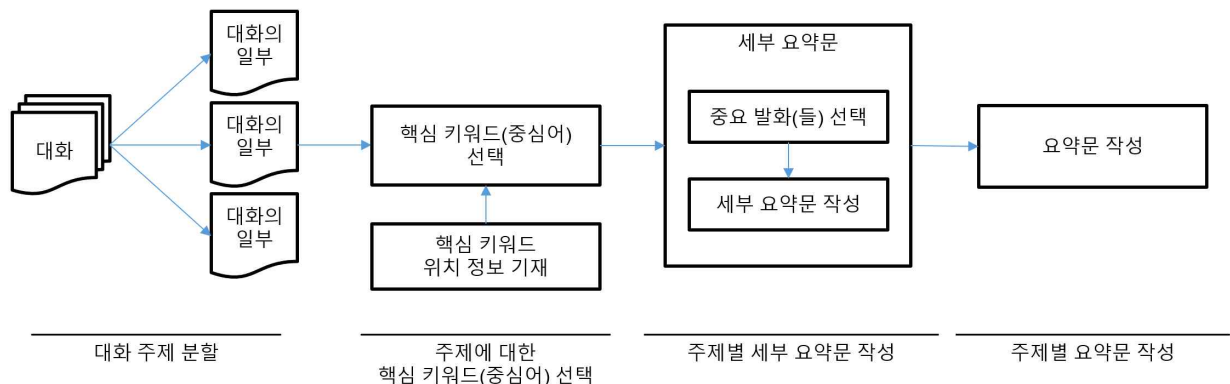 대화
대화의
일부
대화의
일부
대화의
일부
핵심 키워드(중심어)
선택
핵심 키워드
위치 정보 기재
세부 요약문
중요 발화(들) 선택
세부 요약문 작성
요약문 작성
대화 주제 분할
주제에 대한
핵심 키워드(중심어) 선택
주제별 세부 요약문 작성
주제별 요약문 작성